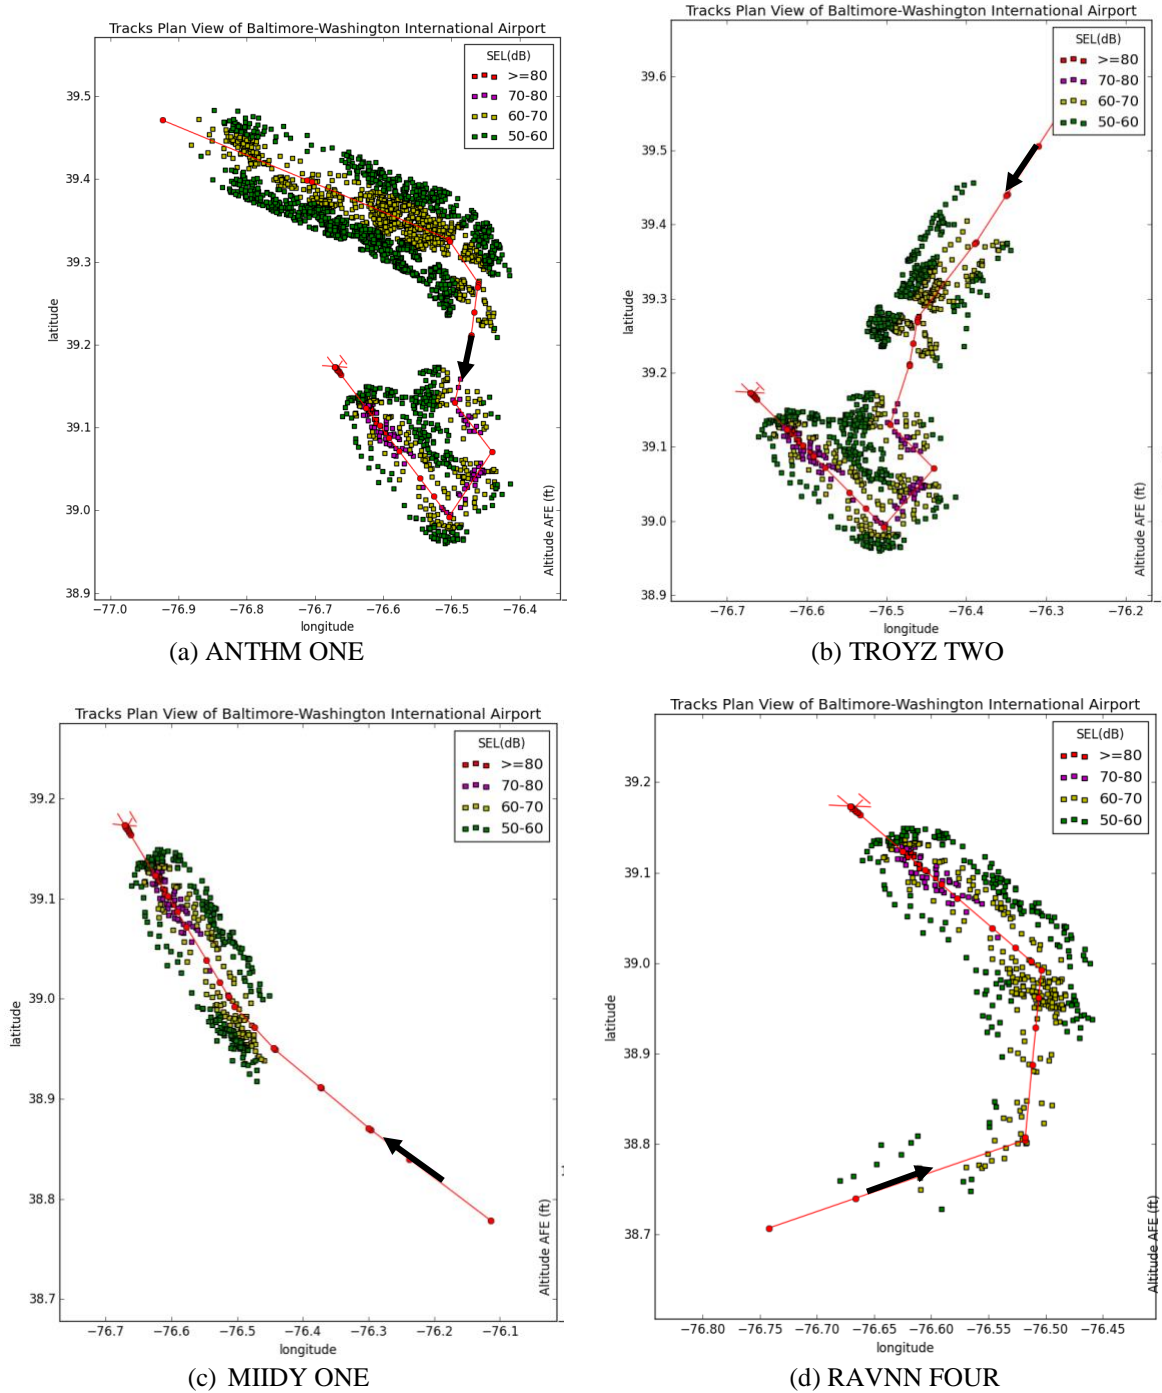 Tracks Plan View of Baltimore-Washington International Airport
SEL(dB)
>=80
70-80
60-70
50-60
39.5
39.4
39.3
39.2
39.1
39.0
38.9
latitude
Altitude AFE (ft)
−77.0 −76.9 −76.8 −76.7 −76.6 −76.5 −76.4
longitude
(a) ANTHM ONE
Tracks Plan View of Baltimore-Washington International Airport
SEL(dB)
>=80
70-80
60-70
50-60
39.6
39.5
39.4
39.3
39.2
39.1
39.0
38.9
latitude
Altitude AFE (ft)
−76.7 −76.6 −76.5 −76.4 −76.3 −76.2
longitude
(b) TROYZ TWO
Tracks Plan View of Baltimore-Washington International Airport
SEL(dB)
>=80
70-80
60-70
50-60
39.2
39.1
39.0
38.9
38.8
38.7
latitude
Altitude AFE (ft)
−76.7 −76.6 −76.5 −76.4 −76.3 −76.2 −76.1
longitude
(c) MIIDY ONE
Tracks Plan View of Baltimore-Washington International Airport
SEL(dB)
>=80
70-80
60-70
50-60
39.2
39.1
39.0
38.9
38.8
38.7
latitude
Altitude AFE (ft)
−76.80 −76.75 −76.70 −76.65 −76.60 −76.55 −76.50 −76.45
longitude
(d) RAVNN FOUR